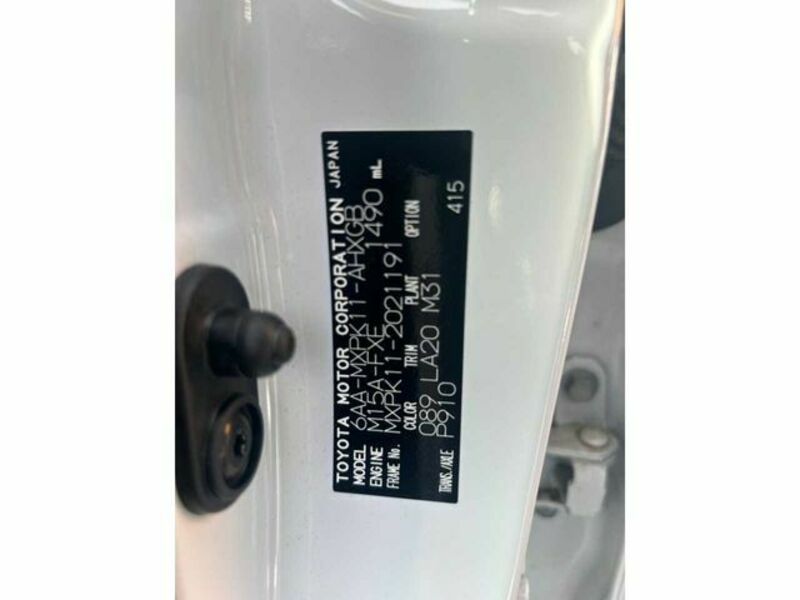 TOYOTA MOTOR CORPORATION JAPAN
MODEL 6AA-MXPK11-AHXGB
ENGINE M15A-FXE 1490 mL
FRAME No. MXPK11-2021191
COLOR TRIM PLANT OPTION
089 LA20 M31
TRANS./AXLE P910 415